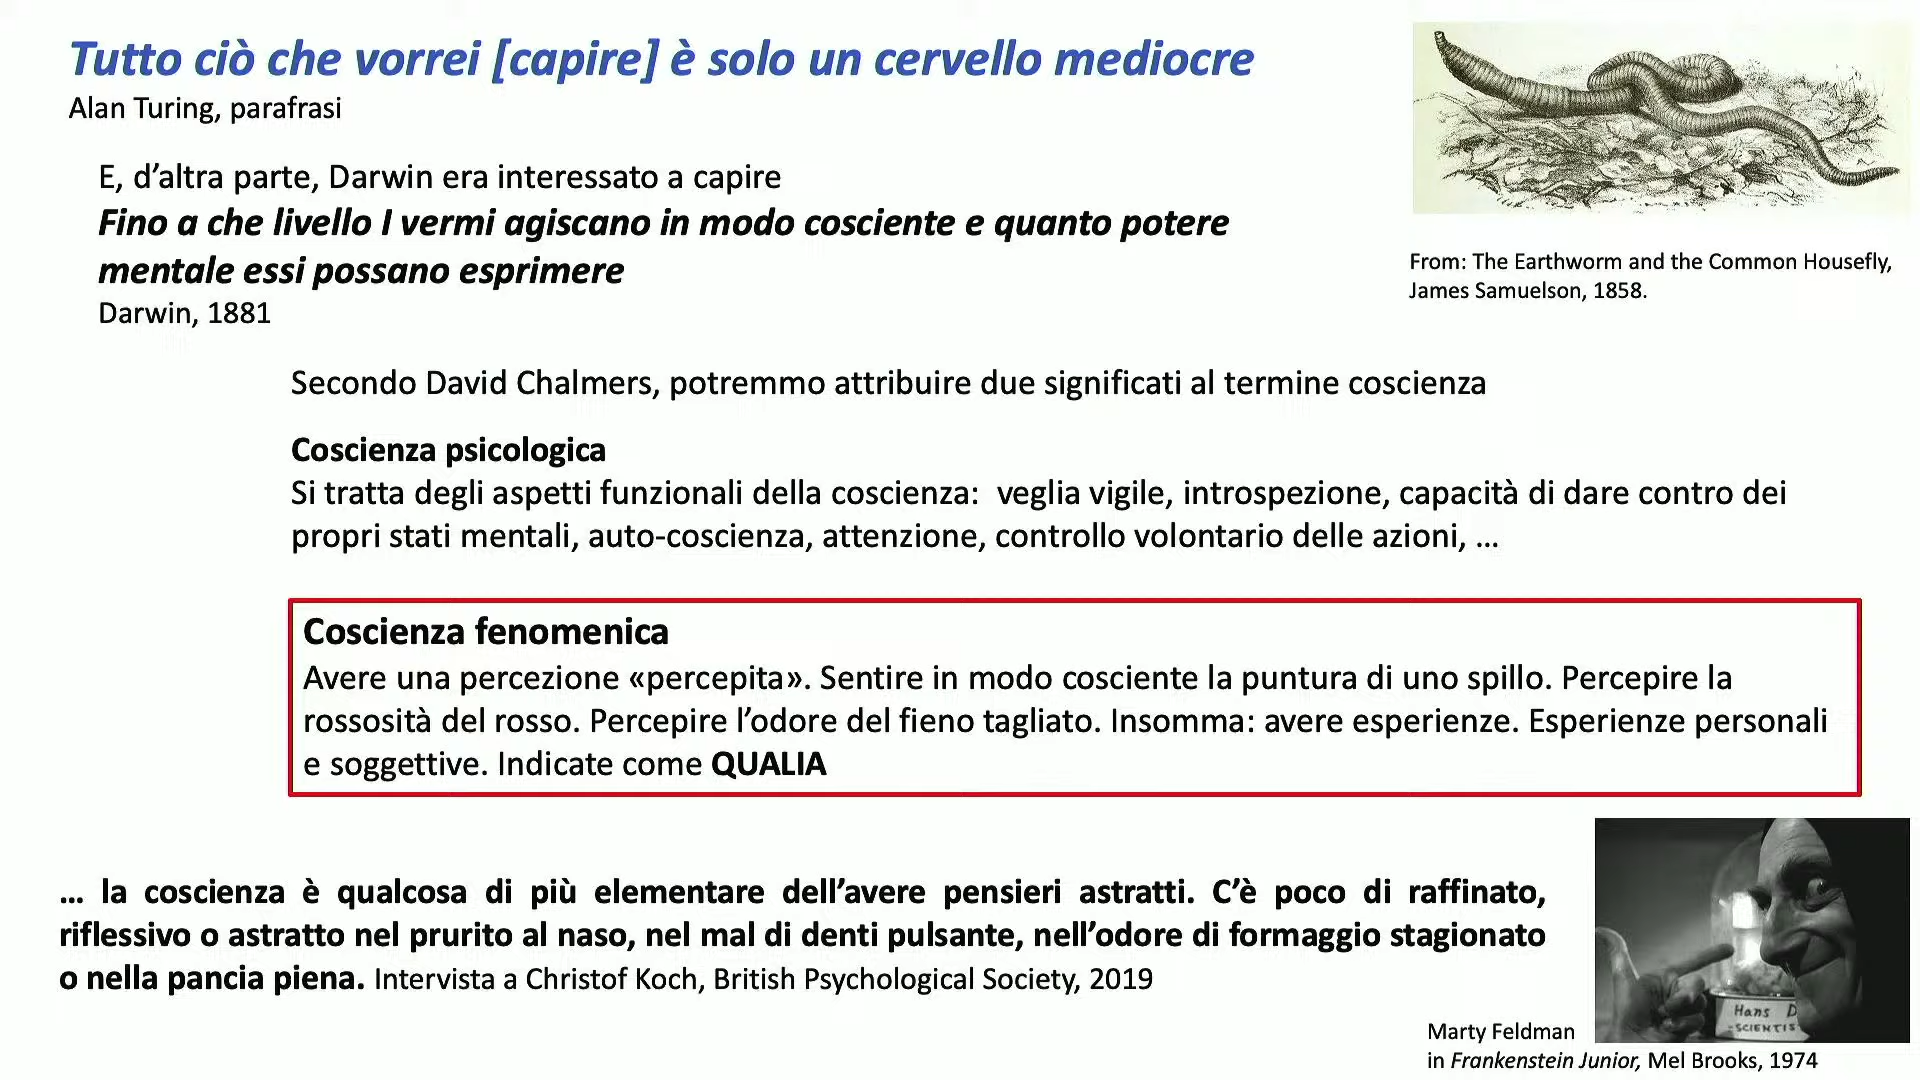 Tutto ciò che vorrei [capire] è solo un cervello mediocre
Alan Turing, parafrasi
E, d’altra parte, Darwin era interessato a capire
Fino a che livello I vermi agiscano in modo cosciente e quanto potere
mentale essi possano esprimere
Darwin, 1881
From: The Earthworm and the Common Housefly,
James Samuelson, 1858.
Secondo David Chalmers, potremmo attribuire due significati al termine coscienza
Coscienza psicologica
Si tratta degli aspetti funzionali della coscienza:  veglia vigile, introspezione, capacità di dare contro dei
propri stati mentali, auto-coscienza, attenzione, controllo volontario delle azioni, …
Coscienza fenomenica
Avere una percezione «percepita». Sentire in modo cosciente la puntura di uno spillo. Percepire la
rossosità del rosso. Percepire l’odore del fieno tagliato. Insomma: avere esperienze. Esperienze personali
e soggettive. Indicate come QUALIA
… la coscienza è qualcosa di più elementare dell’avere pensieri astratti. C’è poco di raffinato,
riflessivo o astratto nel prurito al naso, nel mal di denti pulsante, nell’odore di formaggio stagionato
o nella pancia piena. Intervista a Christof Koch, British Psychological Society, 2019
Hans D
SCIENTIS
Marty Feldman
in Frankenstein Junior, Mel Brooks, 1974